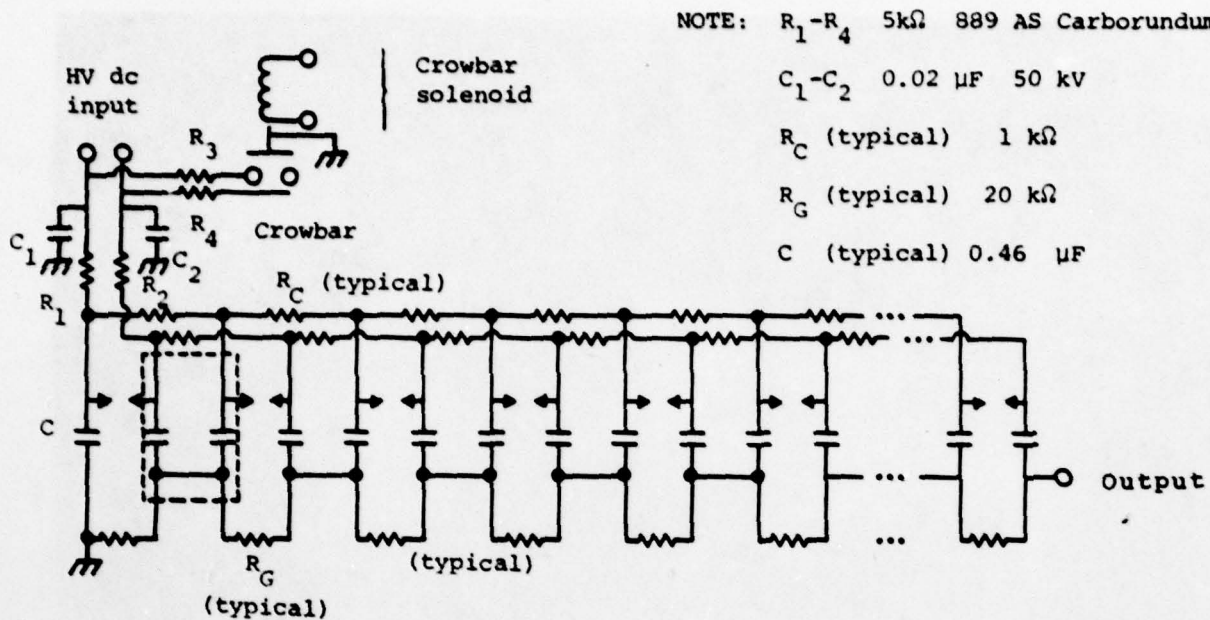 NOTE: R1-R4 5kΩ 889 AS Carborundum
C1-C2 0.02 μF 50 kV
RC (typical) 1 kΩ
RG (typical) 20 kΩ
C (typical) 0.46 μF
HV dc
input
Crowbar
solenoid
R3
R4
Crowbar
C1
C2
R1
R2
RC (typical)
C
Output
RG
(typical)
(typical)
...
...
...
...